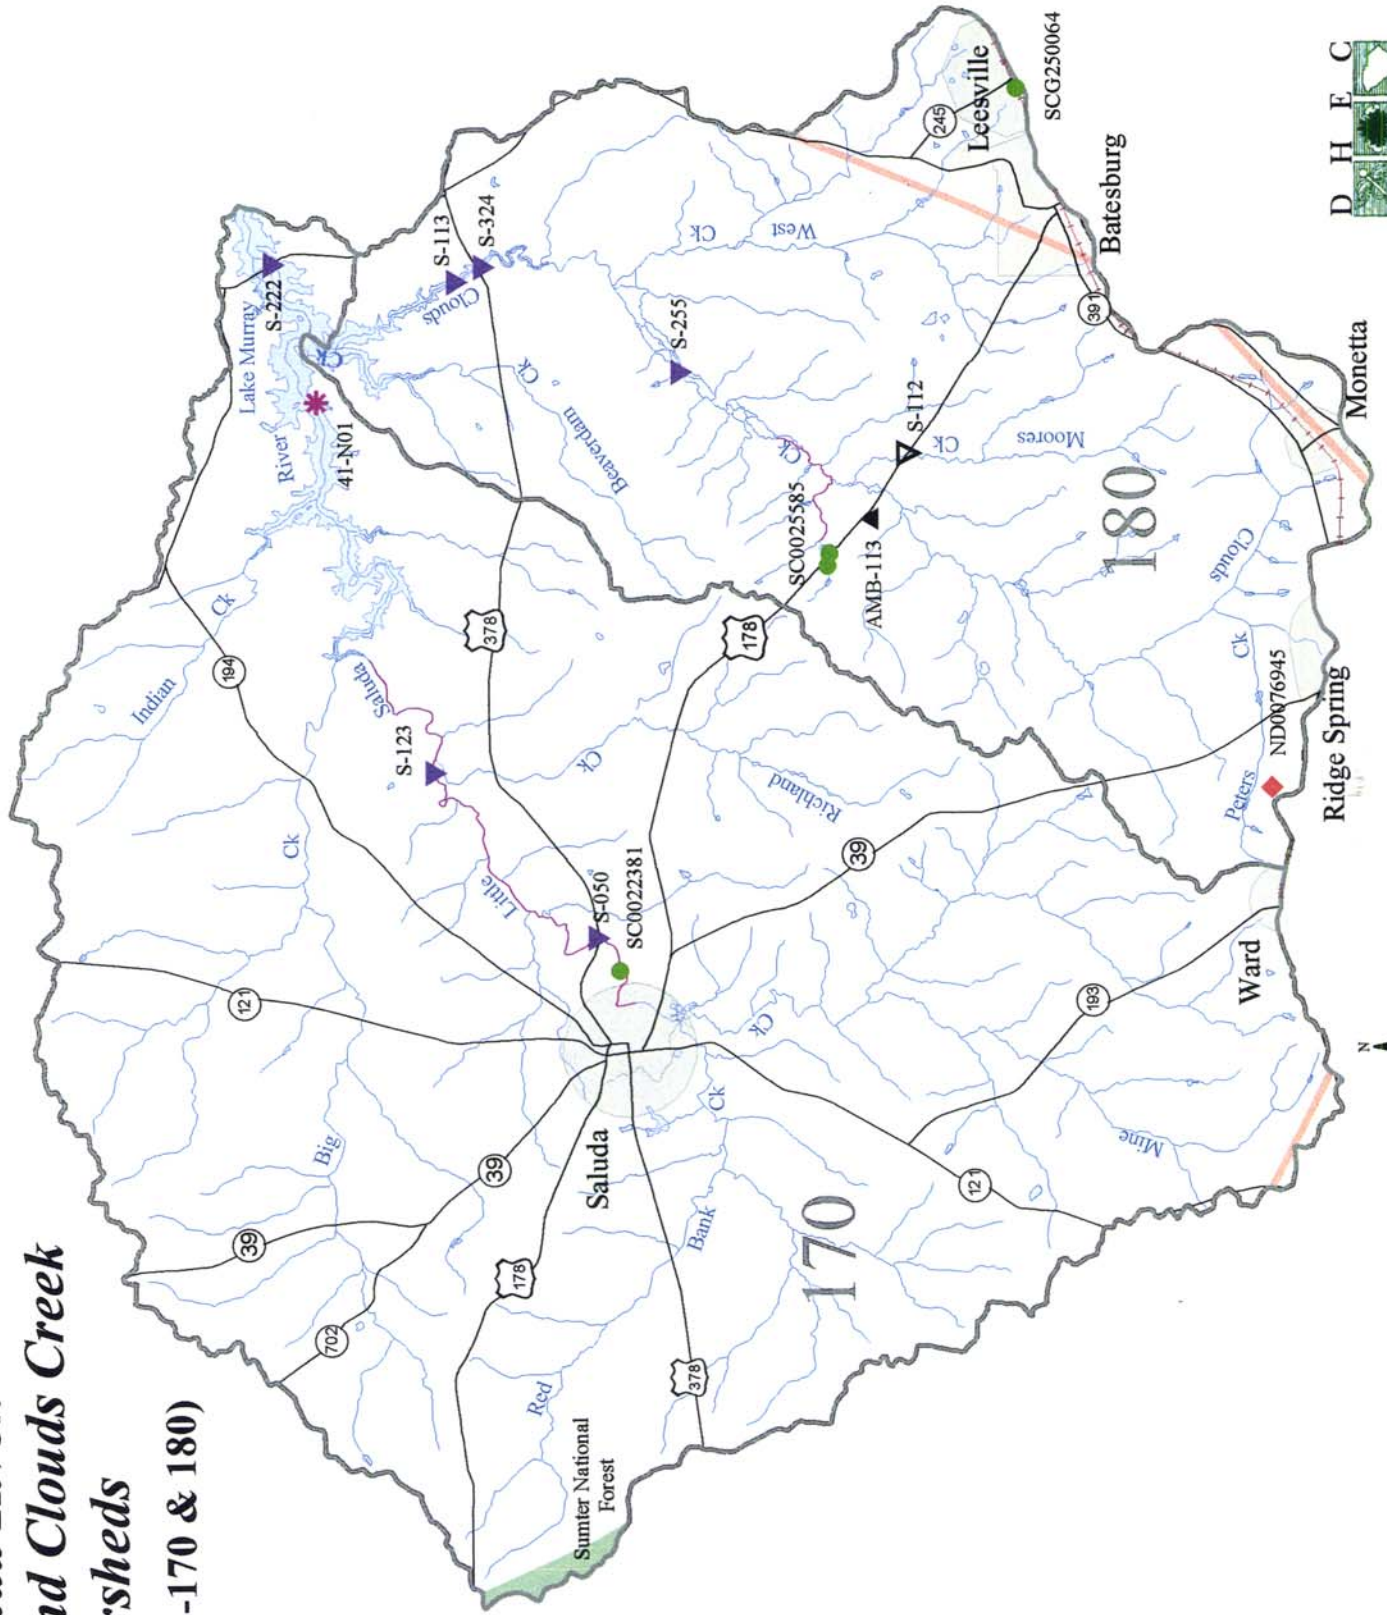 nd Clouds Creek
rsheds
-170 & 180)
Sumter National
Forest
Red
Bank
Ck
Big
Ck
Indian
Ck
Little
Saluda
River
Lake Murray
Clouds
Ck
Beaverdam
Ck
West
Ck
Moores
Ck
Ck
Clouds
Ck
Peters
Richland
Ck
Mine
Ck
Saluda
Ward
Ridge Spring
Monetta
Batesburg
Leesville
170
180
702
39
39
39
178
178
378
378
121
121
194
193
391
245
S-050
SC0022381
S-123
41-N01
S-222
S-113
S-324
S-255
SC0025585
AMB-113
S-112
ND0076945
SCG250064
N
D H E C